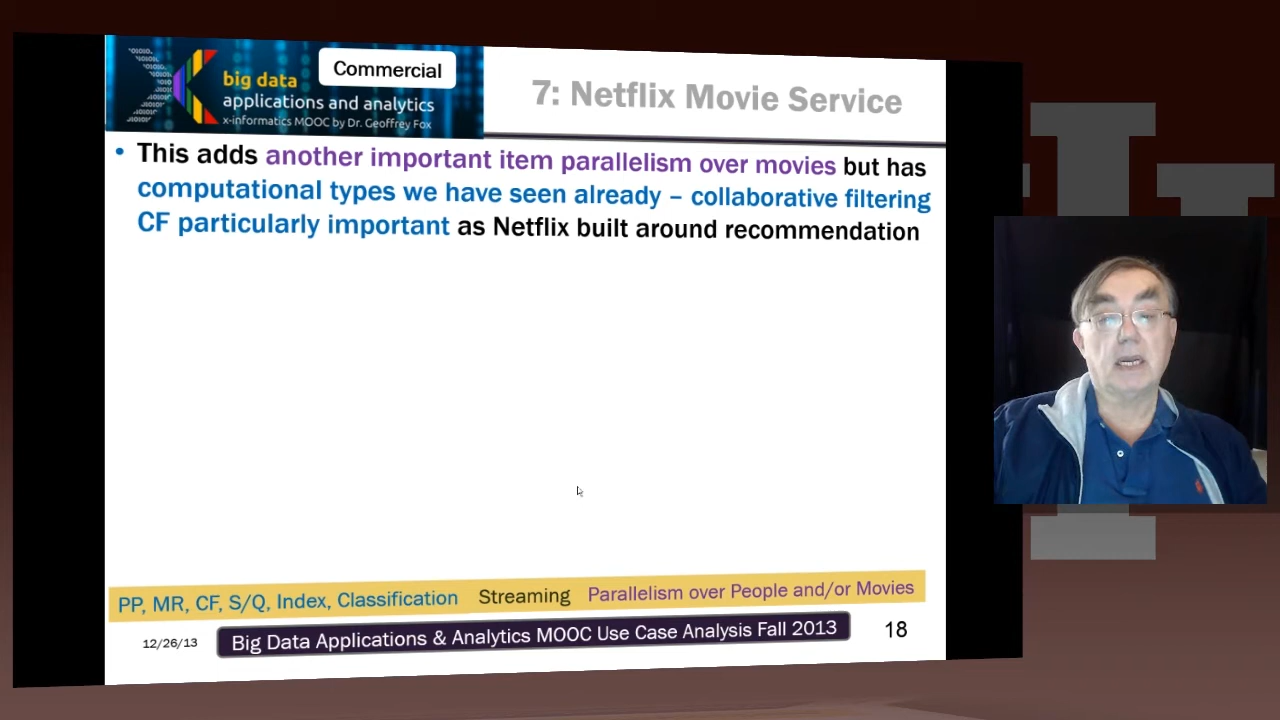 Commercial
big data
applications and analytics
x-informatics MOOC by Dr. Geoffrey Fox
7: Netflix Movie Service
• This adds another important item parallelism over movies but has
computational types we have seen already – collaborative filtering
CF particularly important as Netflix built around recommendation
PP, MR, CF, S/Q, Index, Classification Streaming Parallelism over People and/or Movies
12/26/13 Big Data Applications & Analytics MOOC Use Case Analysis Fall 2013 18